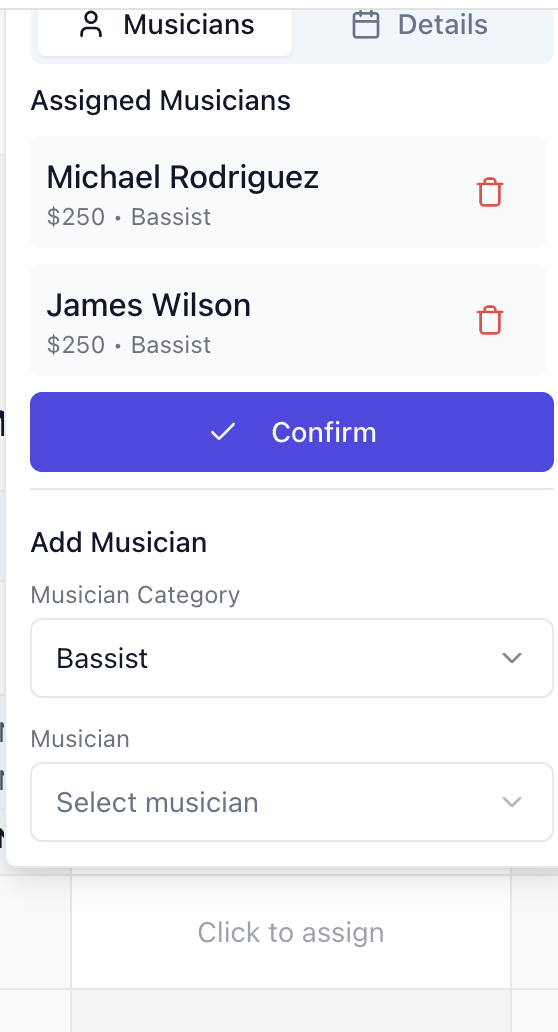 Musicians
Details
Assigned Musicians
Michael Rodriguez
$250 • Bassist
James Wilson
$250 • Bassist
Confirm
Add Musician
Musician Category
Bassist
Musician
Select musician
Click to assign